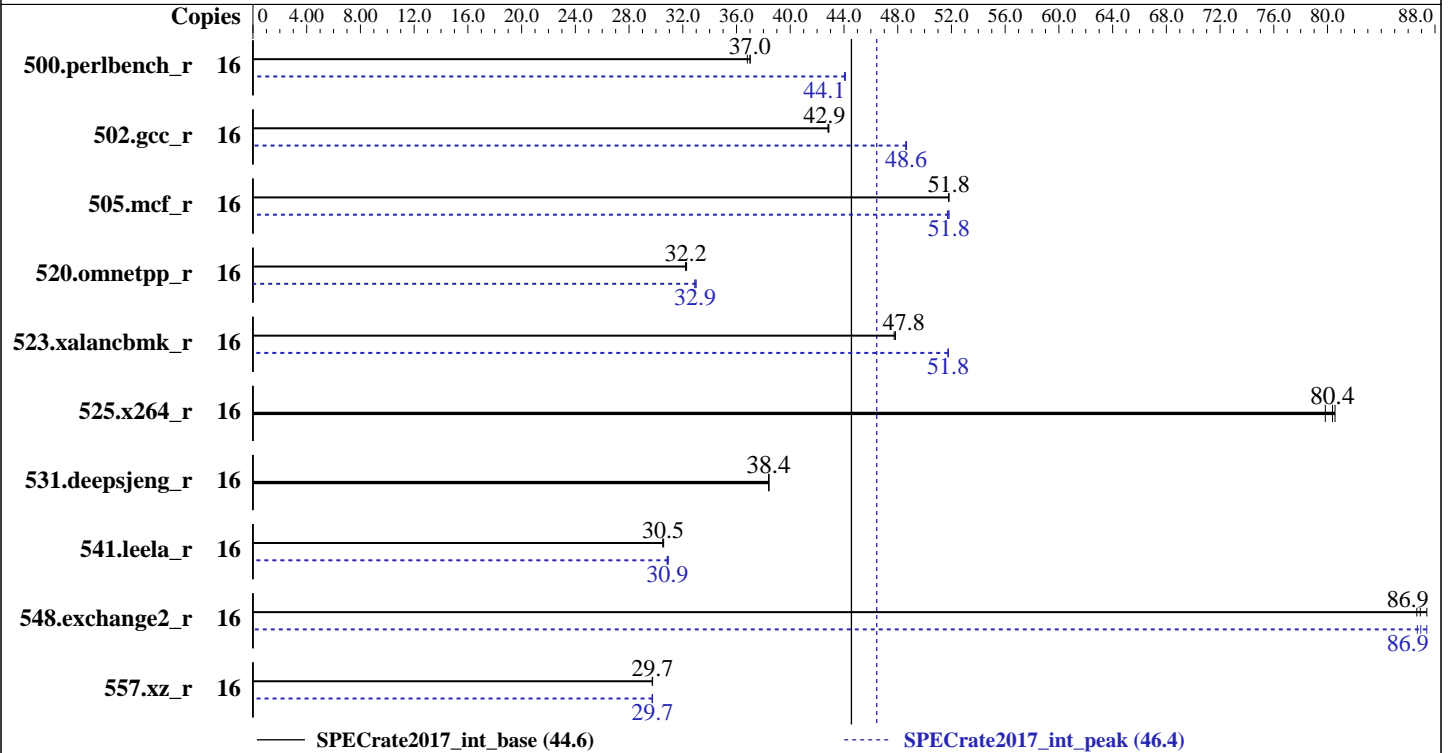 Copies 0 4.00 8.00 12.0 16.0 20.0 24.0 28.0 32.0 36.0 40.0 44.0 48.0 52.0 56.0 60.0 64.0 68.0 72.0 76.0 80.0 88.0
500.perlbench_r 16 37.0
44.1
502.gcc_r 16 42.9
48.6
505.mcf_r 16 51.8
51.8
520.omnetpp_r 16 32.2
32.9
523.xalancbmk_r 16 47.8
51.8
525.x264_r 16 80.4
531.deepsjeng_r 16 38.4
541.leela_r 16 30.5
30.9
548.exchange2_r 16 86.9
86.9
557.xz_r 16 29.7
29.7
SPECrate2017_int_base (44.6) SPECrate2017_int_peak (46.4)